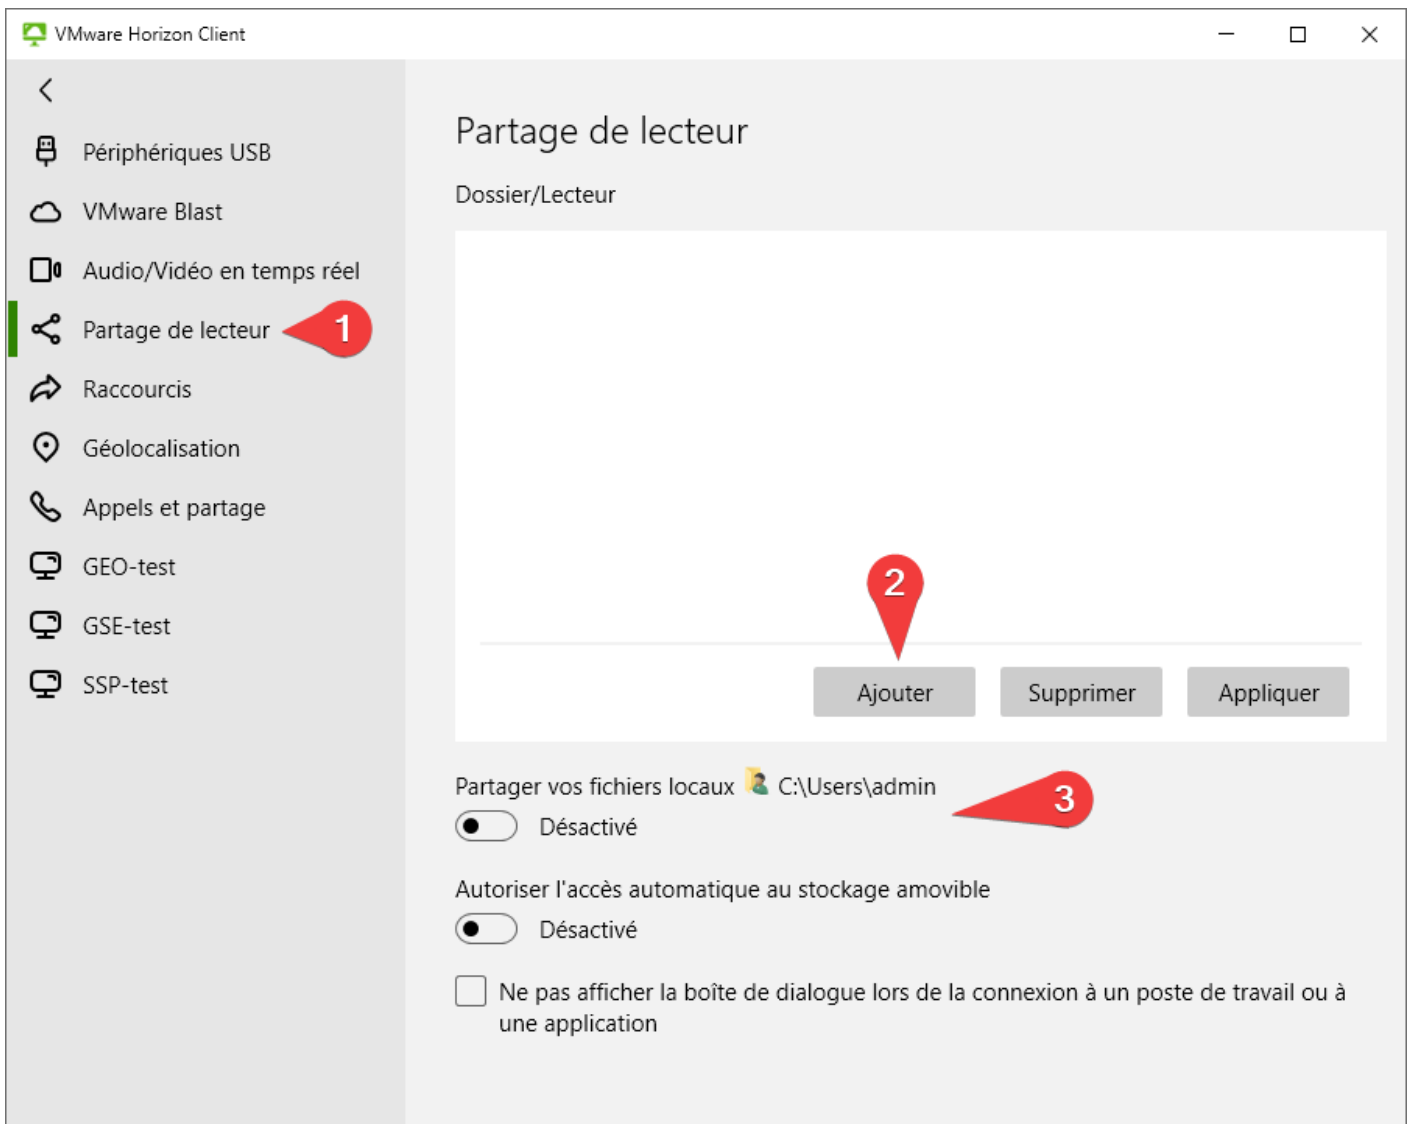 VMware Horizon Client
Périphériques USB
VMware Blast
Audio/Vidéo en temps réel
Partage de lecteur
1
Raccourcis
Géolocalisation
Appels et partage
GEO-test
GSE-test
SSP-test
Partage de lecteur
Dossier/Lecteur
2
Ajouter
Supprimer
Appliquer
Partager vos fichiers locaux C:\Users\admin
3
Désactivé
Autoriser l'accès automatique au stockage amovible
Désactivé
Ne pas afficher la boîte de dialogue lors de la connexion à un poste de travail ou à
une application